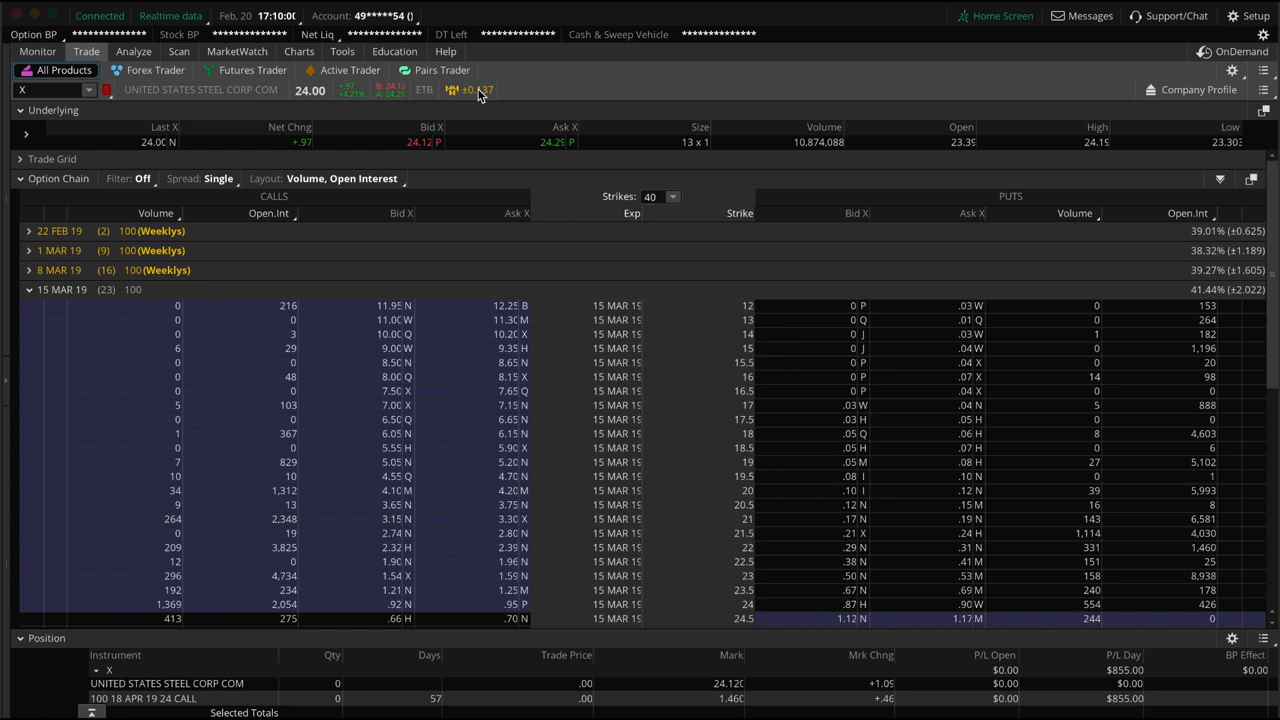 Connected Realtime data Feb, 20 17:10:00 Account: 49*****54 () Home Screen Messages Support/Chat Setup
Option BP ************** Stock BP ************** Net Liq ************** DT Left ************** Cash & Sweep Vehicle **************
Monitor Trade Analyze Scan MarketWatch Charts Tools Education Help OnDemand
All Products Forex Trader Futures Trader Active Trader Pairs Trader
X UNITED STATES STEEL CORP COM 24.00 +.97 +4.21% B: 24.12 A: 24.29 ETB Company Profile
Underlying
Last X Net Chng Bid X Ask X Size Volume Open High Low
24.00 N +.97 24.12 P 24.29 P 13 x 1 10,874,088 23.39 24.19 23.303
Trade Grid
Option Chain Filter: Off Spread: Single Layout: Volume, Open Interest
CALLS Strikes: 40 PUTS
Volume Open.Int Bid X Ask X Exp Strike Bid X Ask X Volume Open.Int
22 FEB 19 (2) 100 (Weeklys) 39.01% (±0.625)
1 MAR 19 (9) 100 (Weeklys) 38.32% (±1.189)
8 MAR 19 (16) 100 (Weeklys) 39.27% (±1.605)
15 MAR 19 (23) 100 41.44% (±2.022)
0 216 11.95 N 12.25 B 15 MAR 19 12 0 P .03 W 0 153
0 0 11.00 W 11.30 M 15 MAR 19 13 0 Q .01 Q 0 264
0 3 10.00 Q 10.20 X 15 MAR 19 14 0 J .03 W 1 182
6 29 9.00 W 9.35 H 15 MAR 19 15 0 J .04 W 0 1,196
0 0 8.50 N 8.65 N 15 MAR 19 15.5 0 P .04 X 0 20
0 48 8.00 Q 8.15 X 15 MAR 19 16 0 P .07 X 14 98
0 0 7.50 X 7.65 Q 15 MAR 19 16.5 0 P .04 N 0 0
5 103 7.00 X 7.15 N 15 MAR 19 17 .03 W .04 N 5 888
0 0 6.50 Q 6.65 N 15 MAR 19 17.5 .03 H .05 H 0 0
1 367 6.05 N 6.15 N 15 MAR 19 18 .05 Q .06 H 8 4,603
0 0 5.55 H 5.90 X 15 MAR 19 18.5 .05 H .07 H 0 6
7 829 5.05 N 5.20 N 15 MAR 19 19 .05 M .08 H 27 5,102
10 10 4.55 Q 4.70 N 15 MAR 19 19.5 .08 I .10 N 0 1
34 1,312 4.10 M 4.20 M 15 MAR 19 20 .10 I .12 N 39 5,993
9 13 3.65 N 3.75 N 15 MAR 19 20.5 .12 N .15 N 16 8
264 2,348 3.15 N 3.30 X 15 MAR 19 21 .17 N .19 N 143 6,581
0 19 2.74 N 2.80 N 15 MAR 19 21.5 .21 X .24 H 1,114 4,030
209 3,825 2.32 H 2.39 N 15 MAR 19 22 .29 N .31 N 331 1,460
12 0 1.90 N 1.96 N 15 MAR 19 22.5 .38 N .41 M 151 25
296 4,734 1.54 X 1.59 N 15 MAR 19 23 .50 N .53 M 158 8,938
192 234 1.21 N 1.25 M 15 MAR 19 23.5 .67 N .69 M 240 178
1,369 2,054 .92 N .95 P 15 MAR 19 24 .87 H .90 W 554 426
413 275 .66 H .70 N 15 MAR 19 24.5 1.12 N 1.17 M 244 0
Position
Instrument Qty Days Trade Price Mark Mrk Chng P/L Open P/L Day BP Effect
X $0.00 $855.00 $0.00
UNITED STATES STEEL CORP COM 0 .00 24.120 +1.09 $0.00 $0.00
100 18 APR 19 24 CALL 0 57 .00 1.460 +.46 $0.00 $855.00
Selected Totals